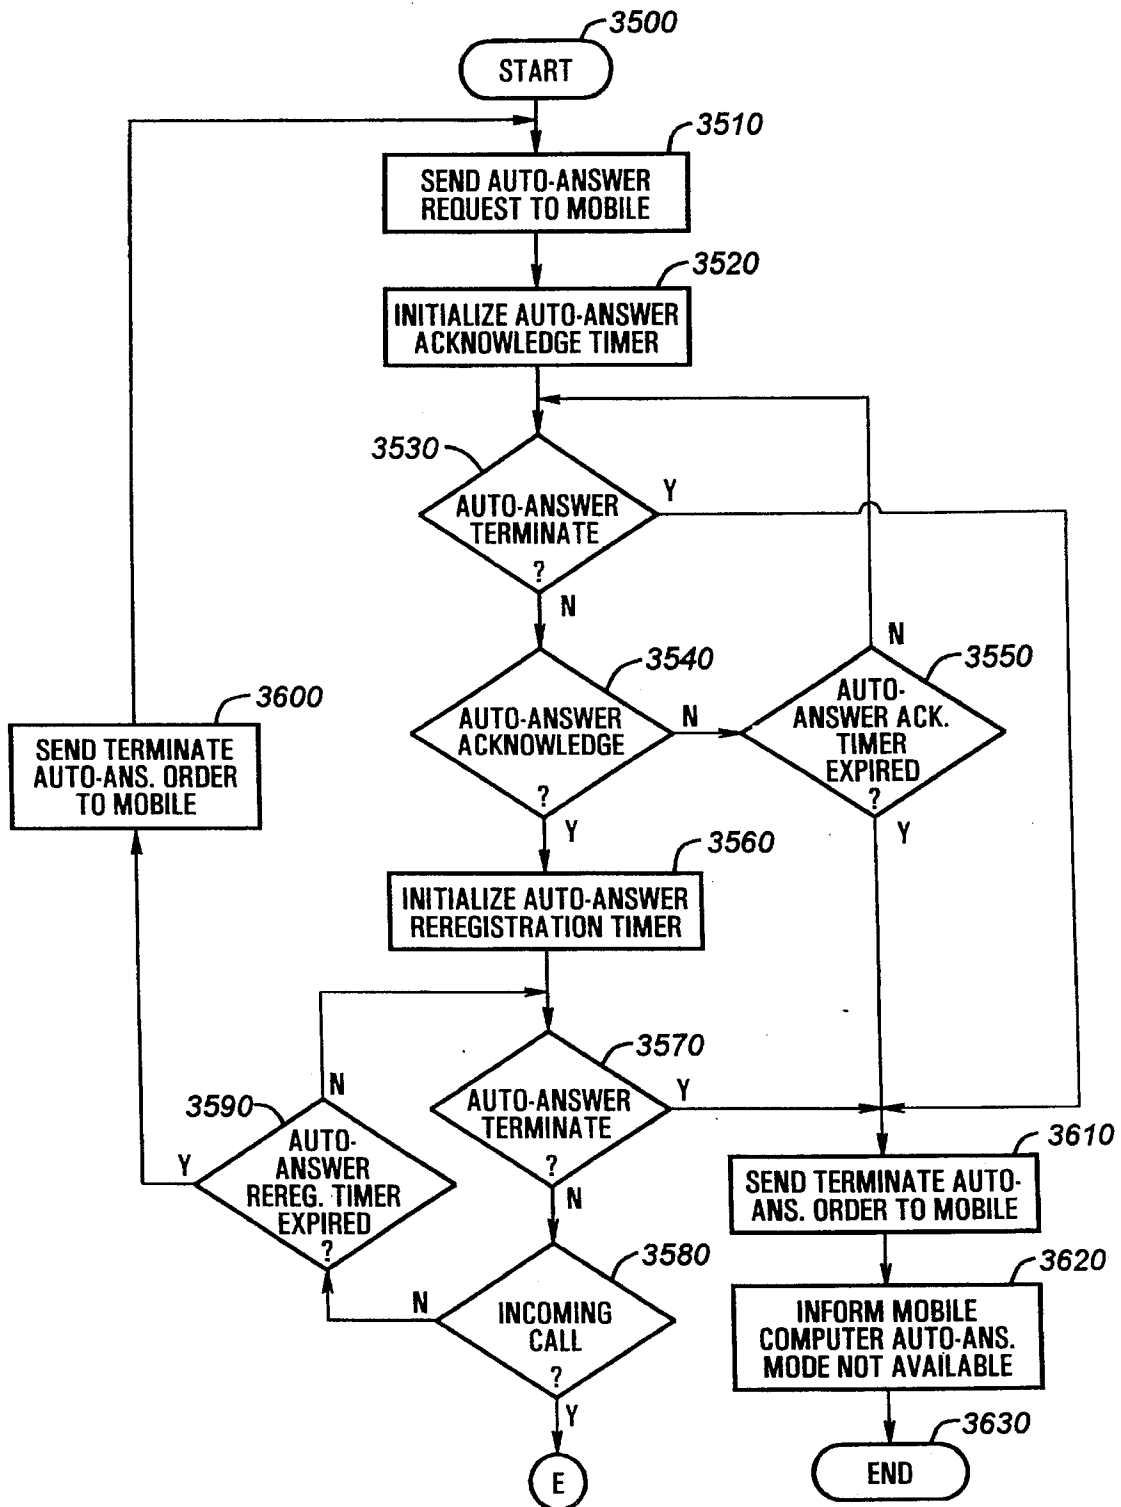 3500
START
3510
SEND AUTO-ANSWER
REQUEST TO MOBILE
3520
INITIALIZE AUTO-ANSWER
ACKNOWLEDGE TIMER
3530
AUTO-ANSWER
TERMINATE
?
Y
N
3540
AUTO-ANSWER
ACKNOWLEDGE
?
N
Y
3550
AUTO-
ANSWER ACK.
TIMER
EXPIRED
?
N
Y
3600
SEND TERMINATE
AUTO-ANS. ORDER
TO MOBILE
3560
INITIALIZE AUTO-ANSWER
REREGISTRATION TIMER
3570
AUTO-ANSWER
TERMINATE
?
Y
N
3590
AUTO-
ANSWER
REREG. TIMER
EXPIRED
?
N
Y
3580
INCOMING
CALL
?
N
Y
E
3610
SEND TERMINATE AUTO-
ANS. ORDER TO MOBILE
3620
INFORM MOBILE
COMPUTER AUTO-ANS.
MODE NOT AVAILABLE
3630
END